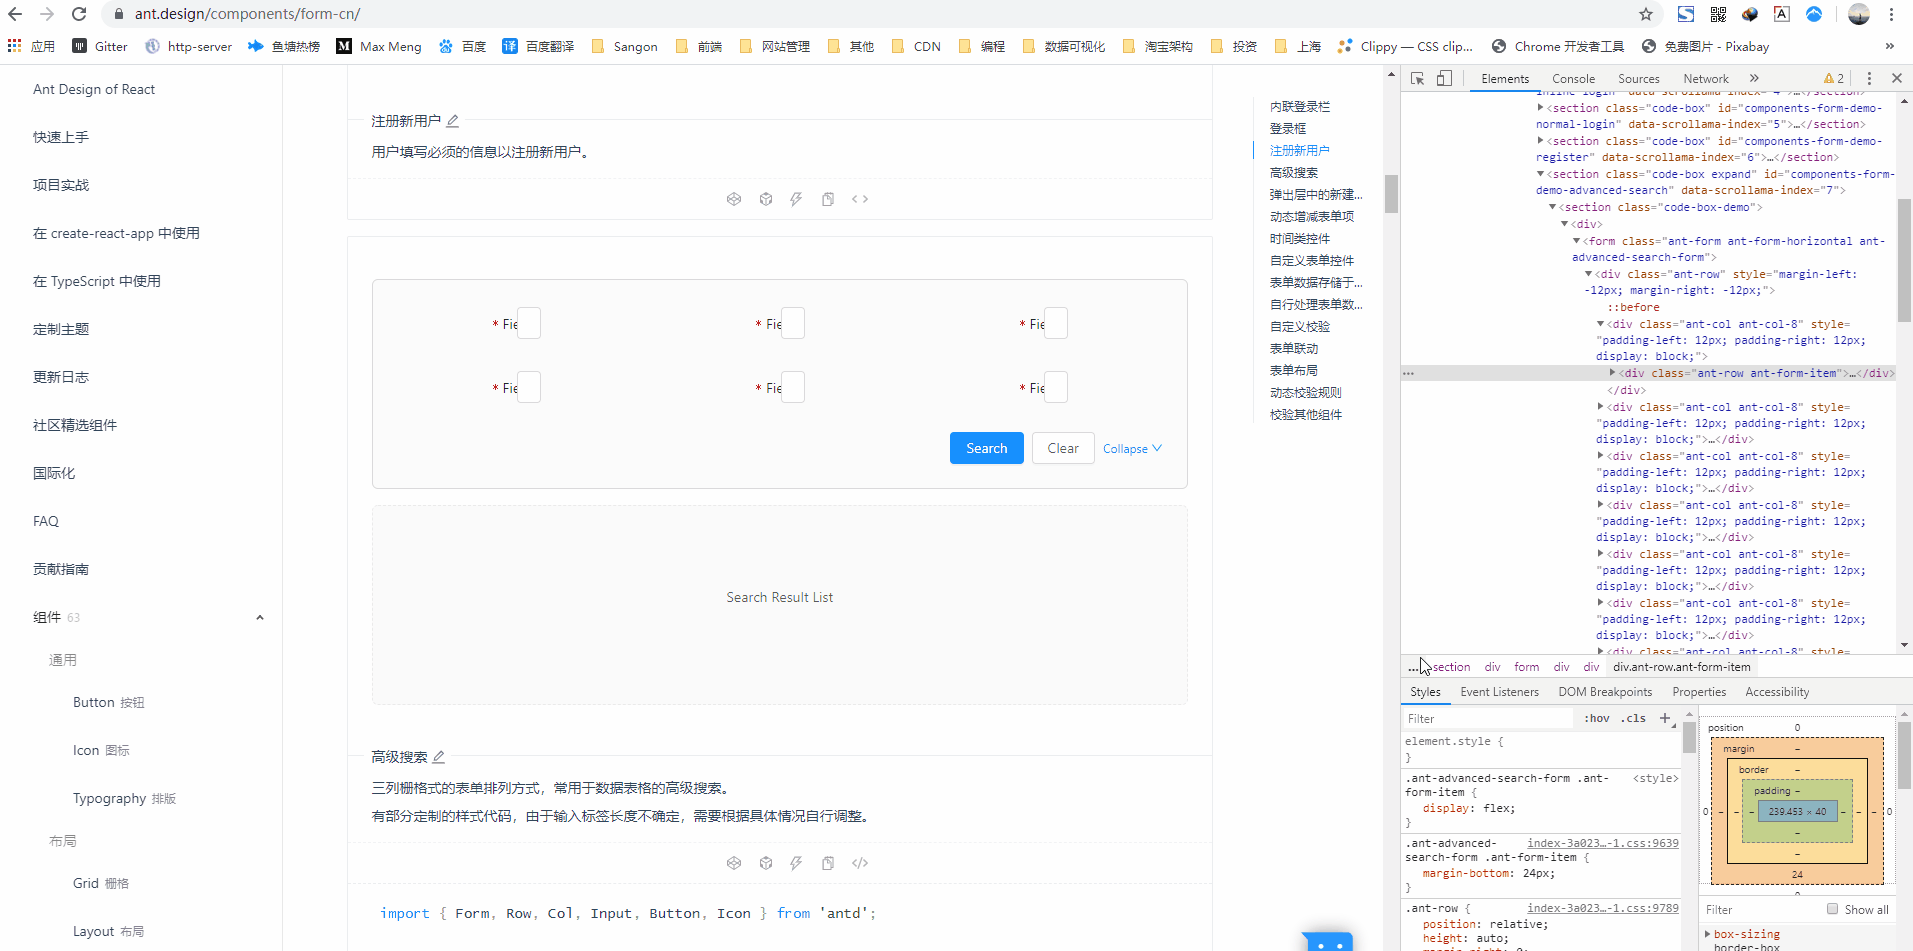 ant.design/components/form-cn/
应用
Gitter
http-server
鱼塘热榜
Max Meng
百度
百度翻译
Sangon
前端
网站管理
其他
CDN
编程
数据可视化
淘宝架构
投资
上海
Clippy — CSS clip...
Chrome 开发者工具
免费图片 - Pixabay
»
Ant Design of React
快速上手
项目实战
在 create-react-app 中使用
在 TypeScript 中使用
定制主题
更新日志
社区精选组件
国际化
FAQ
贡献指南
组件 63
通用
Button 按钮
Icon 图标
Typography 排版
布局
Grid 栅格
Layout 布局
注册新用户
用户填写必须的信息以注册新用户。
* Fie
* Fie
* Fie
* Fie
* Fie
* Fie
Search
Clear
Collapse
Search Result List
高级搜索
三列栅格式的表单排列方式，常用于数据表格的高级搜索。
有部分定制的样式代码，由于输入标签长度不确定，需要根据具体情况自行调整。
import { Form, Row, Col, Input, Button, Icon } from 'antd';
内联登录栏
登录框
注册新用户
高级搜索
弹出层中的新建...
动态增减表单项
时间类控件
自定义表单控件
表单数据存储于...
自行处理表单数...
自定义校验
表单联动
表单布局
动态校验规则
校验其他组件
Elements
Console
Sources
Network
»
2
inline-login" data-scrollama-index="4">…</section>
<section class="code-box" id="components-form-demo-
normal-login" data-scrollama-index="5">…</section>
<section class="code-box" id="components-form-demo-
register" data-scrollama-index="6">…</section>
<section class="code-box expand" id="components-form-
demo-advanced-search" data-scrollama-index="7">
<section class="code-box-demo">
<div>
<form class="ant-form ant-form-horizontal ant-
advanced-search-form">
<div class="ant-row" style="margin-left:
-12px; margin-right: -12px;">
::before
<div class="ant-col ant-col-8" style=
"padding-left: 12px; padding-right: 12px;
display: block;">
<div class="ant-row ant-form-item">…</div>
</div>
<div class="ant-col ant-col-8" style=
"padding-left: 12px; padding-right: 12px;
display: block;">…</div>
<div class="ant-col ant-col-8" style=
"padding-left: 12px; padding-right: 12px;
display: block;">…</div>
<div class="ant-col ant-col-8" style=
"padding-left: 12px; padding-right: 12px;
display: block;">…</div>
<div class="ant-col ant-col-8" style=
"padding-left: 12px; padding-right: 12px;
display: block;">…</div>
<div class="ant-col ant-col-8" style=
"padding-left: 12px; padding-right: 12px;
display: block;">…</div>
<div class="ant-col ant-col-8" style=
... section div form div div div.ant-row.ant-form-item
Styles
Event Listeners
DOM Breakpoints
Properties
Accessibility
Filter
:hov .cls +
element.style {
}
.ant-advanced-search-form .ant- <style>
form-item {
display: flex;
}
.ant-advanced- index-3a023…-1.css:9639
search-form .ant-form-item {
margin-bottom: 24px;
}
.ant-row { index-3a023…-1.css:9789
position: relative;
height: auto;
position 0
margin –
border –
padding –
0 – – – 239.453 × 40 – – – 0
–
–
24
Filter
Show all
box-sizing
border-box